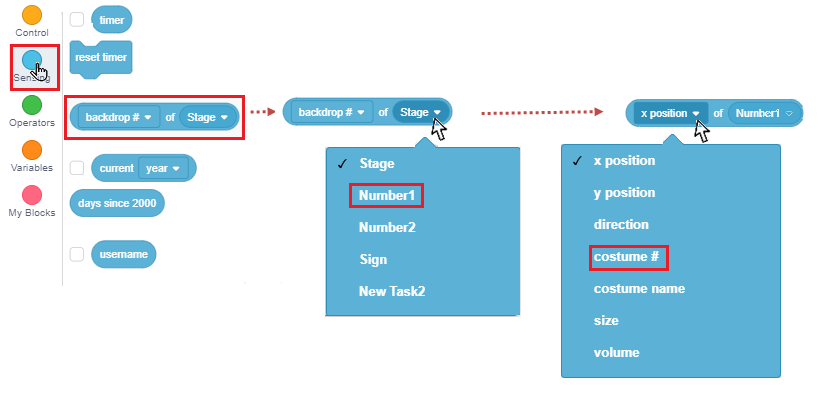 Control
Sensing
Operators
Variables
My Blocks
timer
reset timer
backdrop # of Stage
current year
days since 2000
username
backdrop # of Stage
✓ Stage
Number1
Number2
Sign
New Task2
x position of Number1
✓ x position
y position
direction
costume #
costume name
size
volume